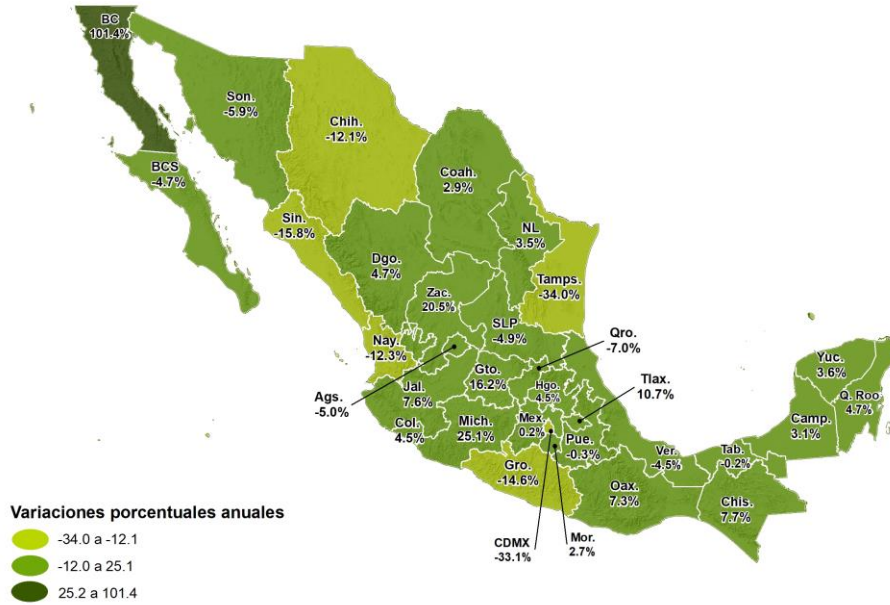 BC
101.4%
Son.
-5.9%
Chih.
-12.1%
BCS
-4.7%
Coah.
2.9%
Sin.
-15.8%
NL
3.5%
Dgo.
4.7%
Tamps.
-34.0%
Zac.
20.5%
SLP
-4.9%
Qro.
-7.0%
Nay.
-12.3%
Ags.
-5.0%
Jal.
7.6%
Gto.
16.2%
Hgo.
4.5%
Tlax.
10.7%
Yuc.
3.6%
Q. Roo
4.7%
Camp.
3.1%
Col.
4.5%
Mich.
25.1%
Mex.
0.2%
Pue.
-0.3%
Ver.
-4.5%
Tab.
-0.2%
Gro.
-14.6%
Oax.
7.3%
Chis.
7.7%
CDMX
-33.1%
Mor.
2.7%
Variaciones porcentuales anuales
-34.0 a -12.1
-12.0 a 25.1
25.2 a 101.4